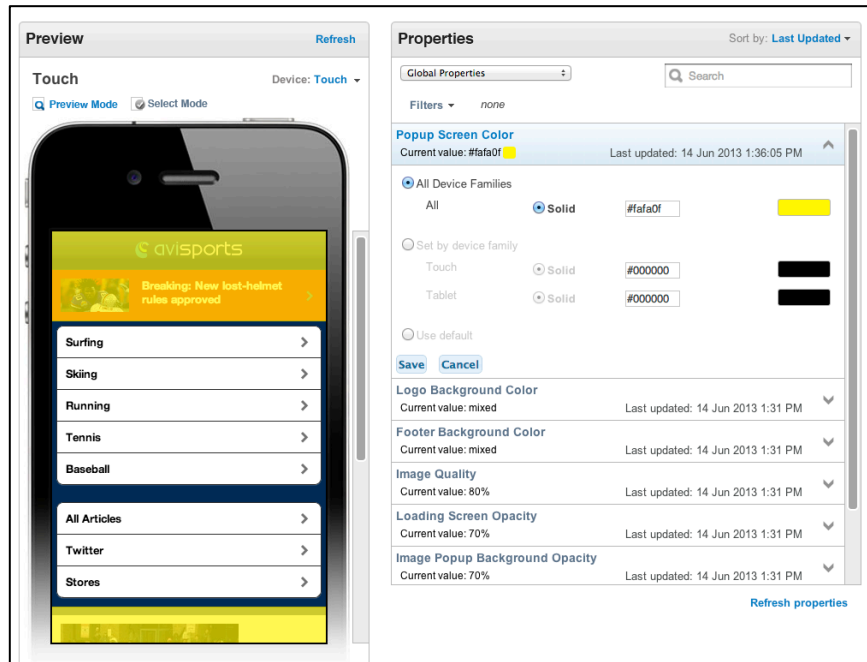 Preview
Refresh
Touch
Device: Touch
Preview Mode
Select Mode
avisports
Breaking: New lost-helmet
rules approved
Surfing
Skiing
Running
Tennis
Baseball
All Articles
Twitter
Stores
Properties
Sort by: Last Updated
Global Properties
Search
Filters
none
Popup Screen Color
Current value: #fafa0f
Last updated: 14 Jun 2013 1:36:05 PM
All Device Families
All
Solid
#fafa0f
Set by device family
Touch
Solid
#000000
Tablet
Solid
#000000
Use default
Save
Cancel
Logo Background Color
Current value: mixed
Last updated: 14 Jun 2013 1:31 PM
Footer Background Color
Current value: mixed
Last updated: 14 Jun 2013 1:31 PM
Image Quality
Current value: 80%
Last updated: 14 Jun 2013 1:31 PM
Loading Screen Opacity
Current value: 70%
Last updated: 14 Jun 2013 1:31 PM
Image Popup Background Opacity
Current value: 70%
Last updated: 14 Jun 2013 1:31 PM
Refresh properties